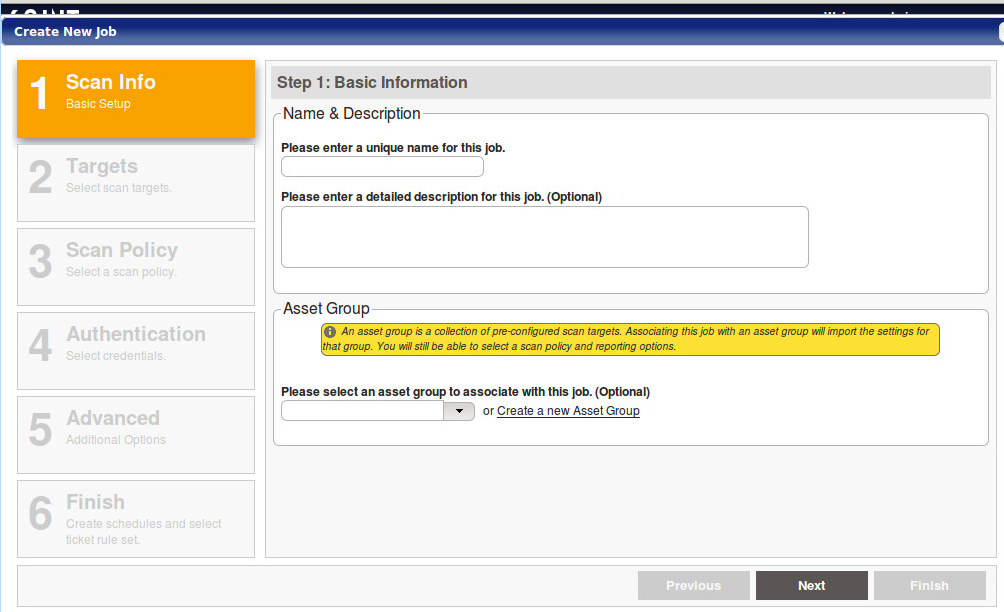 Create New Job
1
Scan Info
Basic Setup
2
Targets
Select scan targets.
3
Scan Policy
Select a scan policy.
4
Authentication
Select credentials.
5
Advanced
Additional Options
6
Finish
Create schedules and select
ticket rule set.
Step 1: Basic Information
Name & Description
Please enter a unique name for this job.
Please enter a detailed description for this job. (Optional)
Asset Group
An asset group is a collection of pre-configured scan targets. Associating this job with an asset group will import the settings for
that group. You will still be able to select a scan policy and reporting options.
Please select an asset group to associate with this job. (Optional)
or Create a new Asset Group
Previous
Next
Finish